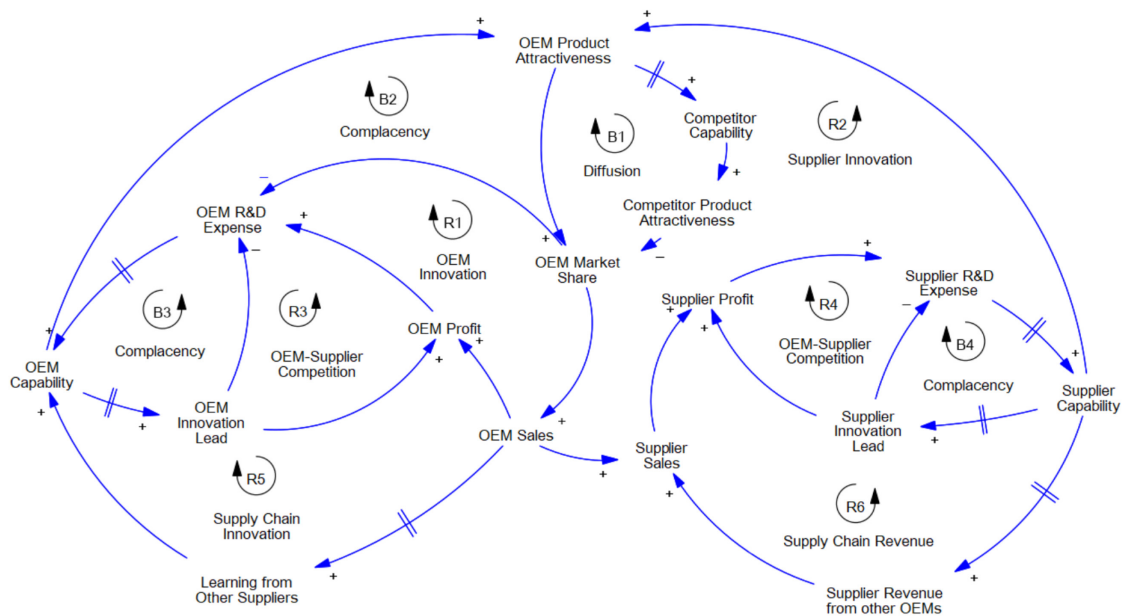 OEM Product
Attractiveness
+
+
+
B2
Complacency
Competitor
Capability
R2
Supplier Innovation
B1
Diffusion
+
−
Competitor Product
Attractiveness
OEM R&D
Expense
+
R1
OEM
Innovation
+
−
OEM Market
Share
+
−
Supplier R&D
Expense
Supplier Profit
−
+
+
B3
Complacency
R3
OEM-Supplier
Competition
OEM Profit
+
+
R4
OEM-Supplier
Competition
B4
Complacency
+
OEM
Capability
+
+
OEM
Innovation
Lead
+
Supplier
Innovation
Lead
+
Supplier
Capability
OEM Sales
+
+
Supplier
Sales
+
R5
Supply Chain
Innovation
R6
Supply Chain Revenue
Learning from
Other Suppliers
+
Supplier Revenue
from other OEMs
+